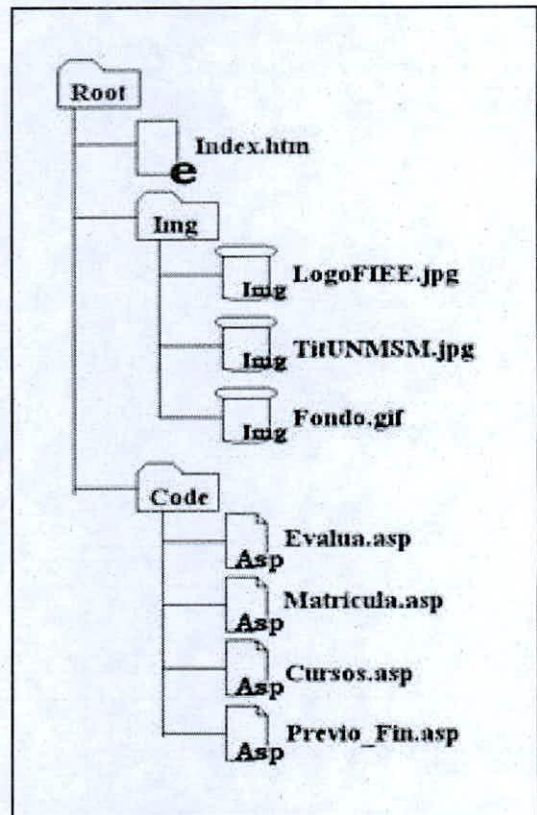 Root
Index.htm
e
Img
LogoFIEE.jpg
Img
TitUNMSM.jpg
Img
Fondo.gif
Img
Code
Evalua.asp
Asp
Matricula.asp
Asp
Cursos.asp
Asp
Previo_Fin.asp
Asp